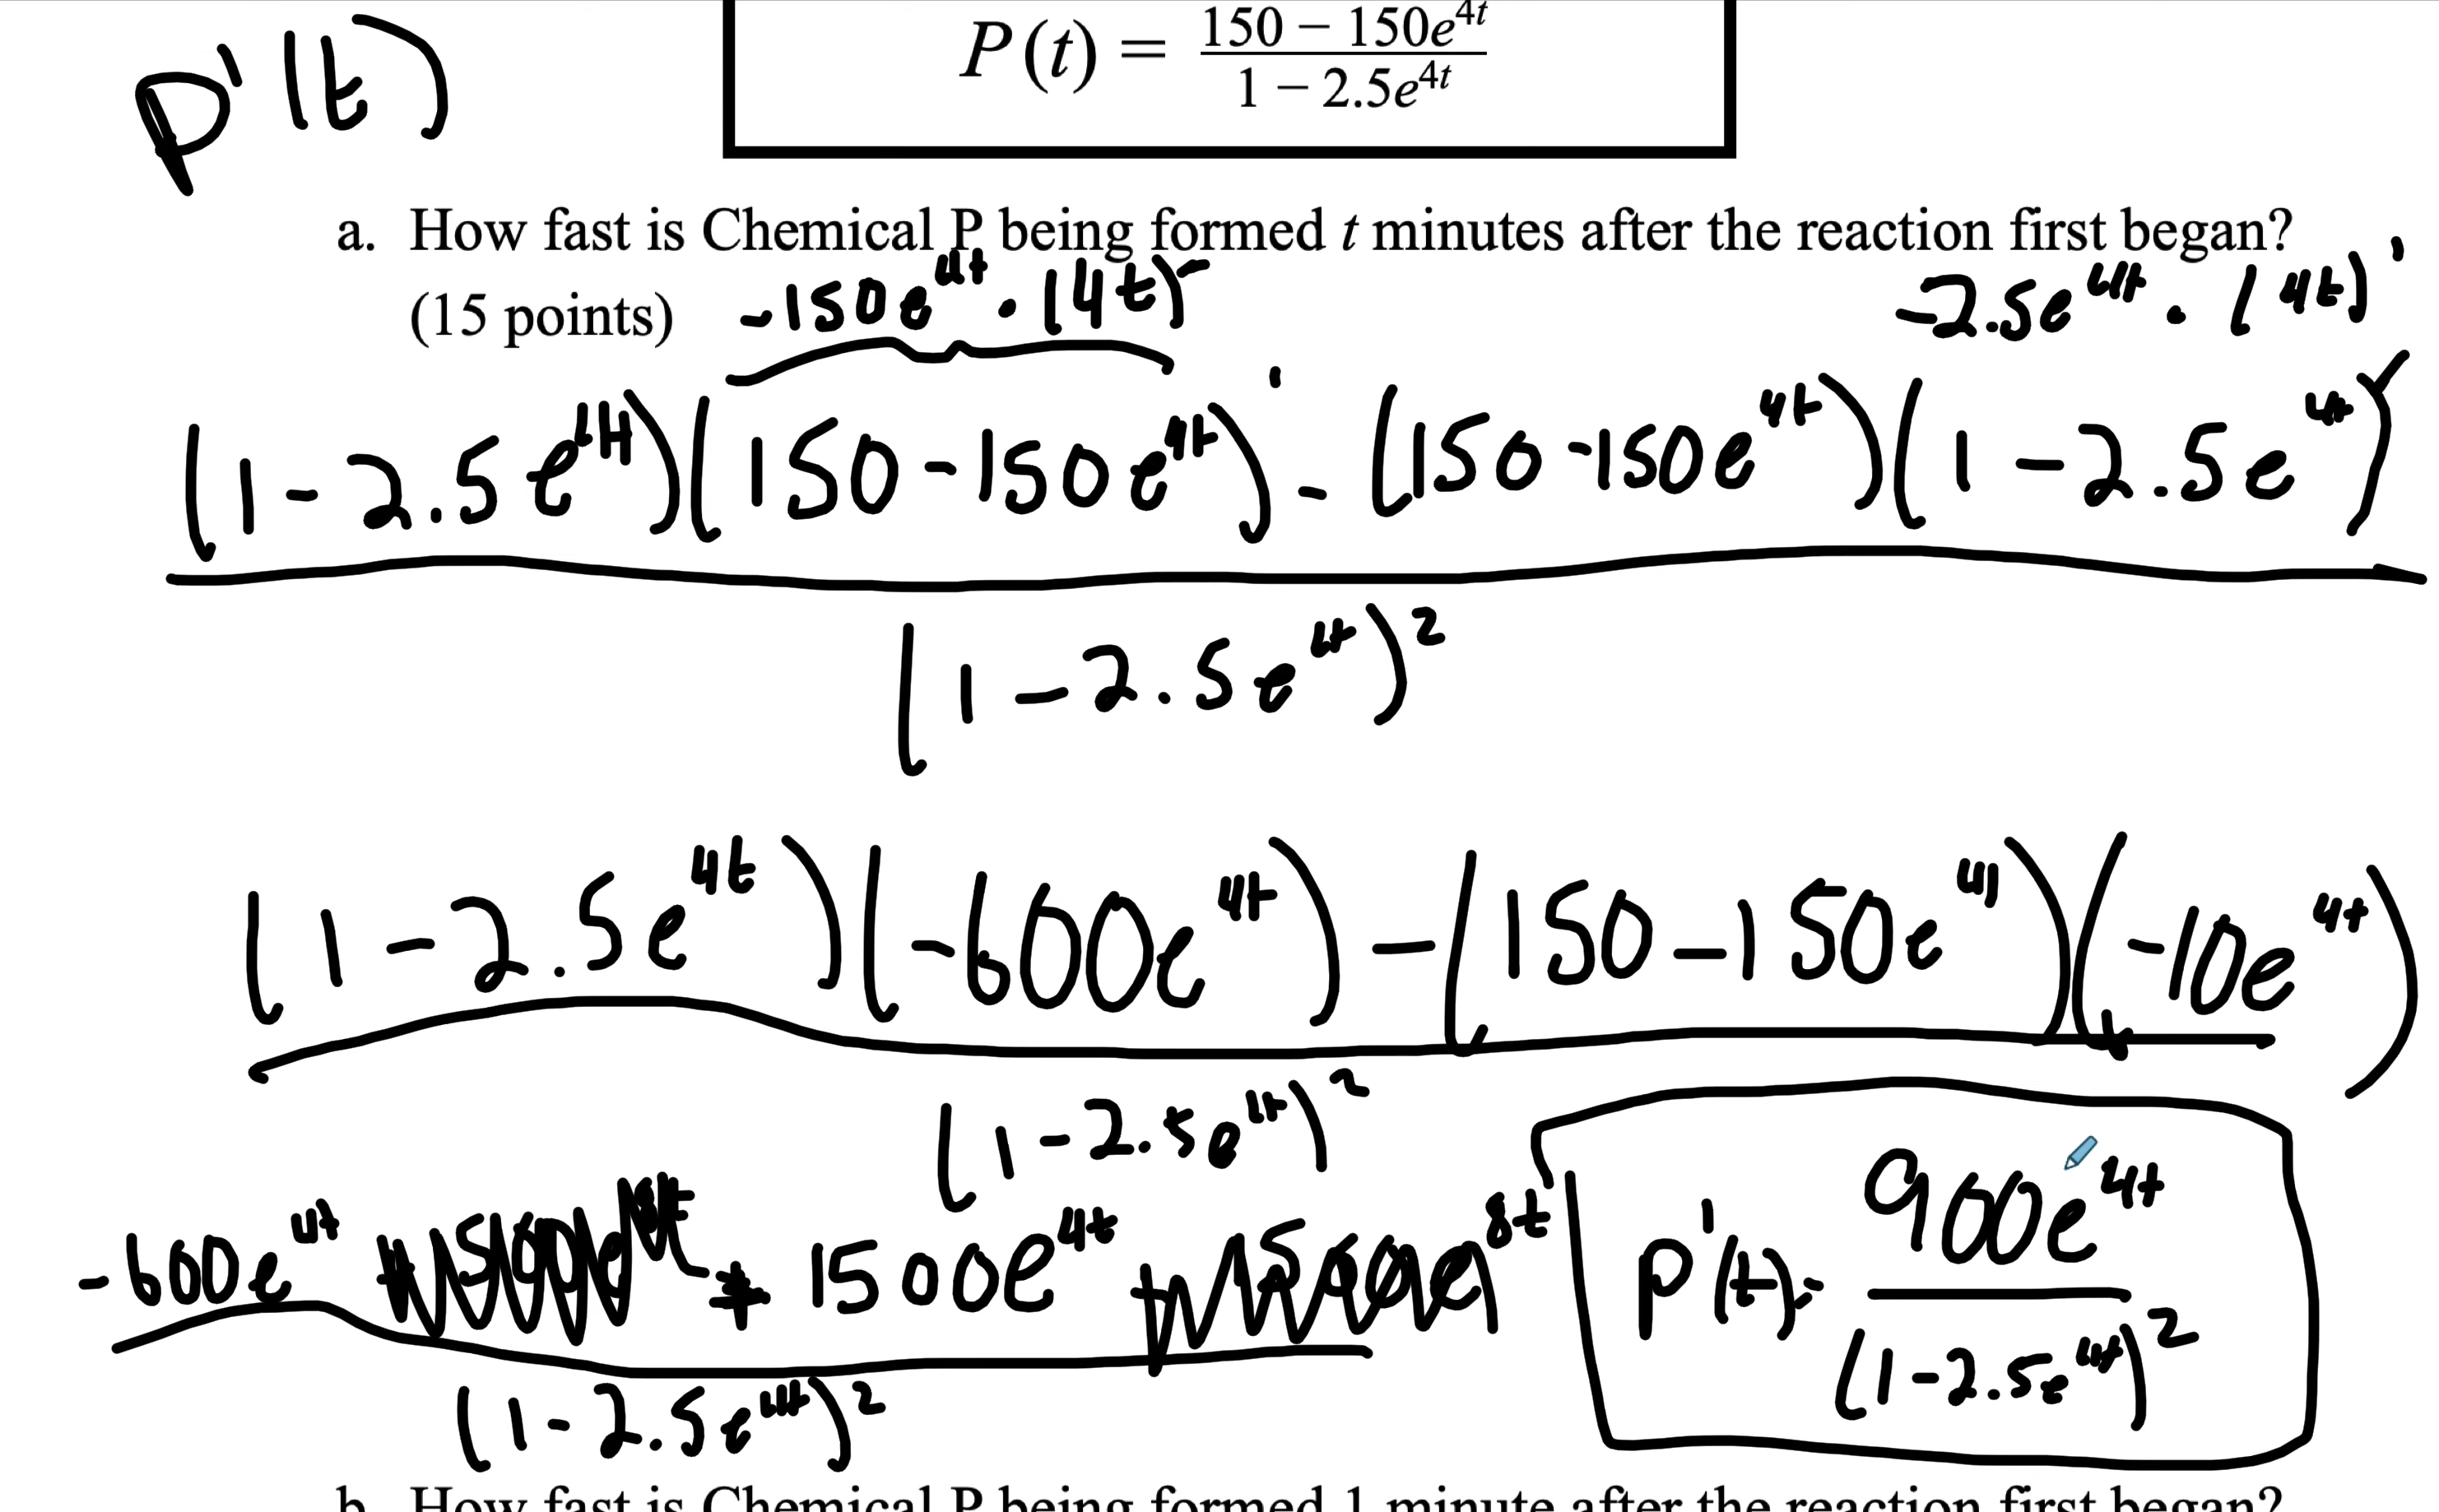 P(t) = (150 − 150e^{4t}) / (1 − 2.5e^{4t})
P'(t)
a. How fast is Chemical P being formed t minutes after the reaction first began?
(15 points) -150e^{4t} · (4t)' -2.5e^{4t} · (4t)'
(1-2.5e^{4t})(150-150e^{4t})' - (150-150e^{4t})(1-2.5e^{4t})'
(1-2.5e^{4t})^2
(1-2.5e^{4t})(-600e^{4t}) - (150-150e^{4t})(-10e^{4t})
(1-2.5e^{4t})^2
-600e^{4t} + 1500e^{8t} + 1500e^{4t} + 1500e^{8t}
(1-2.5e^{4t})^2
P'(t) = 900e^{4t}
(1-2.5e^{4t})^2
b. How fast is Chemical P being formed 1 minute after the reaction first began?